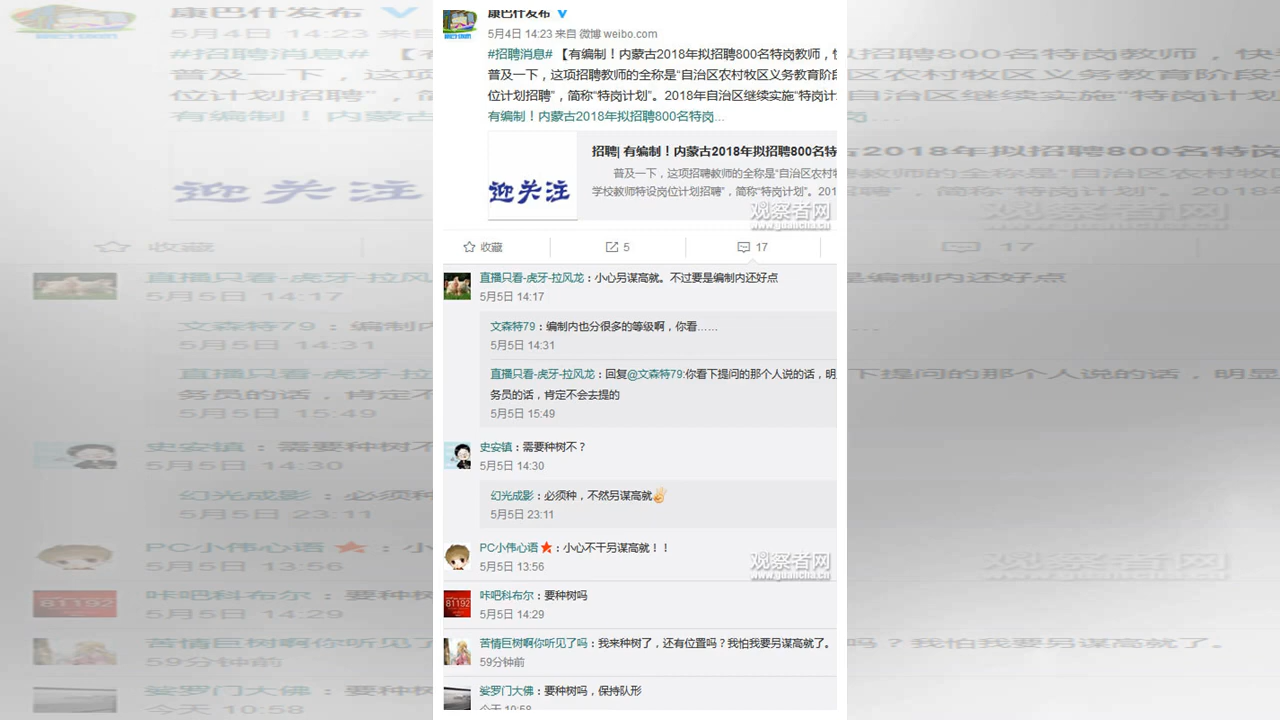 康巴什发布
5月4日 14:23 来自 微博 weibo.com
#招聘消息# 【有编制！内蒙古2018年拟招聘800名特岗教师，快
普及一下，这项招聘教师的全称是“自治区农村牧区义务教育阶段
位计划招聘”，简称“特岗计划”。2018年自治区继续实施“特岗计
有编制！内蒙古2018年拟招聘800名特岗...
迎关注
招聘| 有编制！内蒙古2018年拟招聘800名特
普及一下，这项招聘教师的全称是“自治区农村
学校教师特设岗位计划招聘”，简称“特岗计划”。201
观察者网
www.guancha.cn
收藏
5
17
直播只看-虎牙-拉风龙：小心另谋高就。不过要是编制内还好点
5月5日 14:17
文森特79：编制内也分很多的等级啊，你看……
5月5日 14:31
直播只看-虎牙-拉风龙：回复@文森特79:你看下提问的那个人说的话，明
务员的话，肯定不会去提的
5月5日 15:49
史安镇：需要种树不？
5月5日 14:30
幻光成影：必须种，不然另谋高就
5月5日 23:11
PC小伟心语：小心不干另谋高就！！
5月5日 13:56
观察者网
www.guancha.cn
81192
咔吧科布尔：要种树吗
5月5日 14:29
苦情巨树啊你听见了吗：我来种树了，还有位置吗？我怕我要另谋高就了。
59分钟前
娑罗门大佛：要种树吗，保持队形
今天 10:58